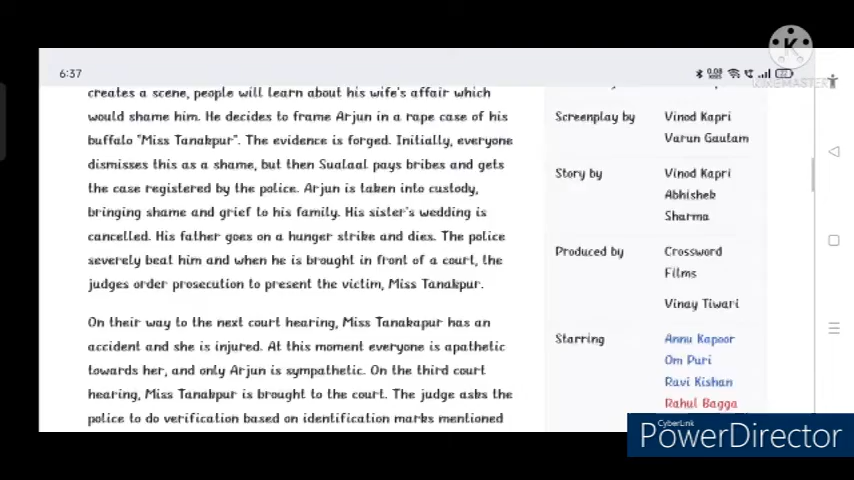 6:37
creates a scene, people will learn about his wife's affair which
would shame him. He decides to frame Arjun in a rape case of his
buffalo "Miss Tanakpur". The evidence is forged. Initially, everyone
dismisses this as a shame, but then Sualaal pays bribes and gets
the case registered by the police. Arjun is taken into custody,
bringing shame and grief to his family. His sister's wedding is
cancelled. His father goes on a hunger strike and dies. The police
severely beat him and when he is brought in front of a court, the
judges order prosecution to present the victim, Miss Tanakpur.
On their way to the next court hearing, Miss Tanakapur has an
accident and she is injured. At this moment everyone is apathetic
towards her, and only Arjun is sympathetic. On the third court
hearing, Miss Tanakpur is brought to the court. The judge asks the
police to do verification based on identification marks mentioned
Screenplay by
Vinod Kapri
Varun Gautam
Story by
Vinod Kapri
Abhishek
Sharma
Produced by
Crossword
Films
Vinay Tiwari
Starring
Annu Kapoor
Om Puri
Ravi Kishan
Rahul Bagga
K
KINEMASTER
CyberLink
PowerDirector